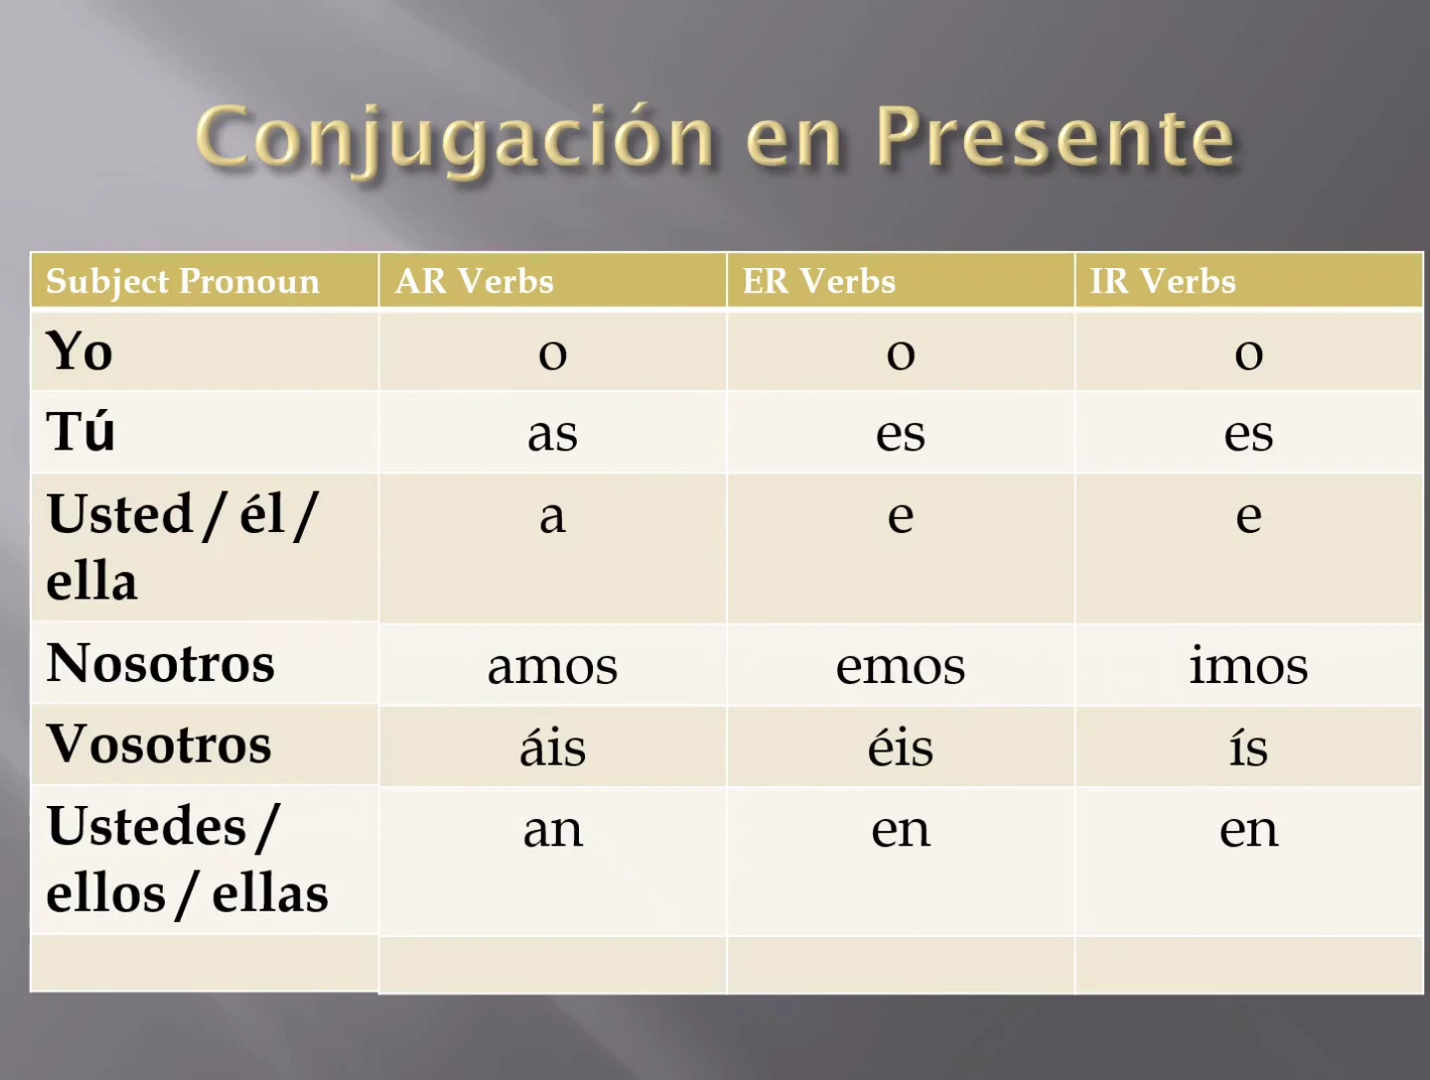 Conjugación en Presente
Subject Pronoun AR Verbs ER Verbs IR Verbs
Yo o o o
Tú as es es
Usted / él / a e e
ella
Nosotros amos emos imos
Vosotros áis éis ís
Ustedes / an en en
ellos / ellas